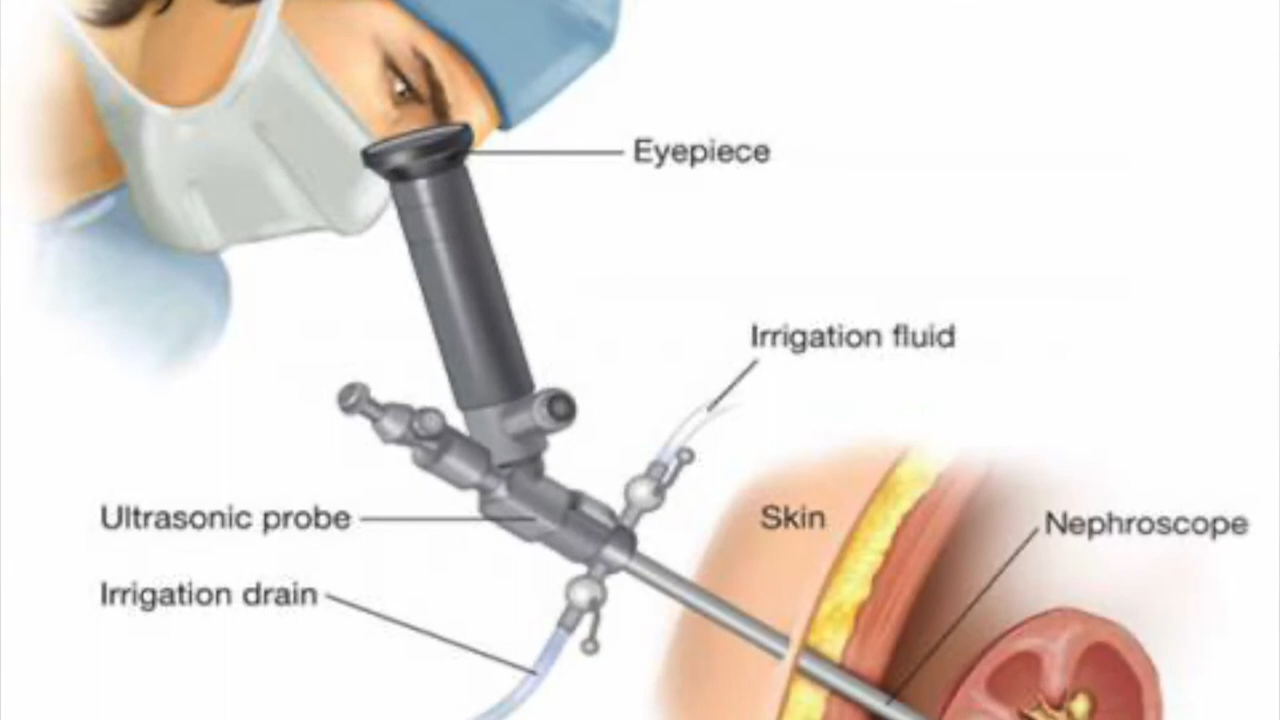 Eyepiece
Irrigation fluid
Ultrasonic probe
Skin
Nephroscope
Irrigation drain